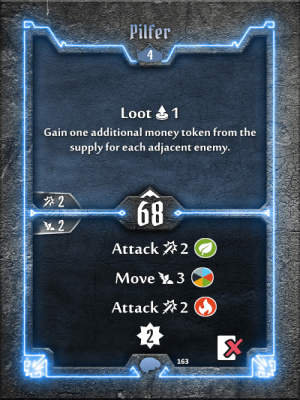 Pilfer
4
Loot 1
Gain one additional money token from the
supply for each adjacent enemy.
2
68
2
Attack 2
Move 3
Attack 2
2
163